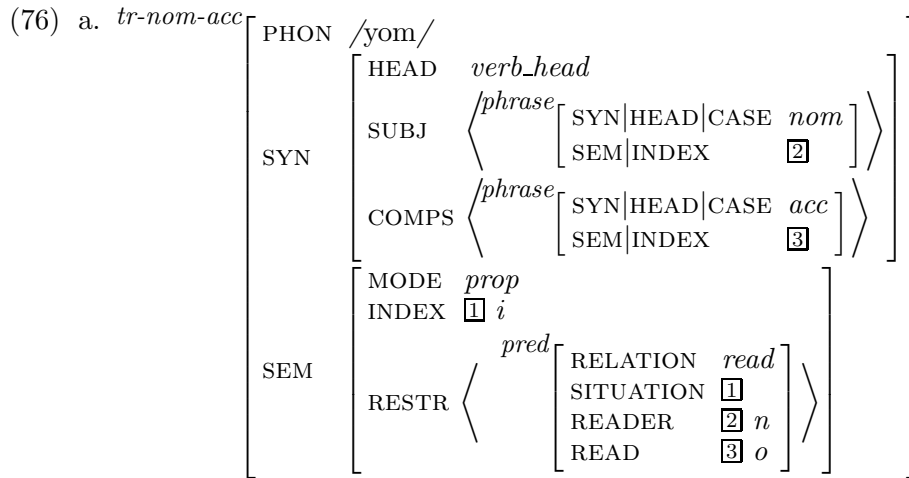 (76) a. tr-nom-acc
PHON /yom/
HEAD verb_head
phrase
SYN|HEAD|CASE nom
SUBJ
SEM|INDEX 2
SYN
phrase
SYN|HEAD|CASE acc
COMPS
SEM|INDEX 3
MODE prop
INDEX 1 i
pred
RELATION read
SEM
SITUATION 1
RESTR
READER 2 n
READ 3 o